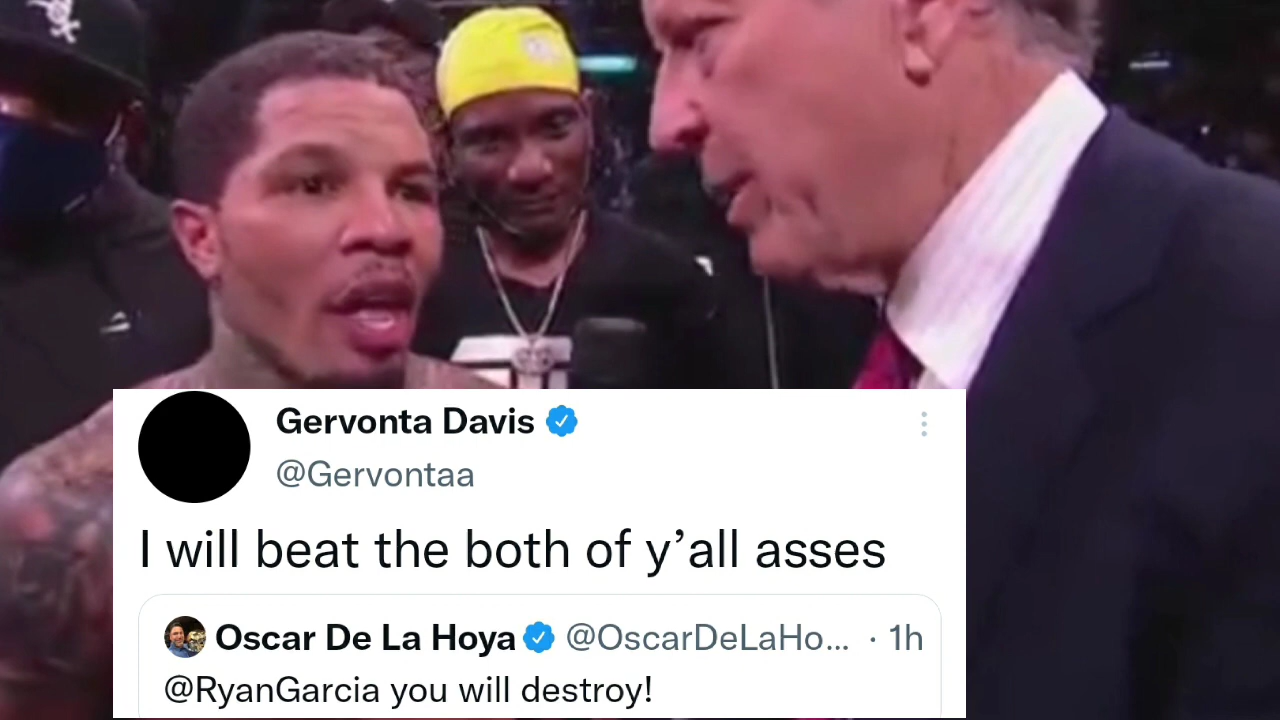 Gervonta Davis
@Gervontaa
I will beat the both of y’all asses
Oscar De La Hoya @OscarDeLaHo... · 1h
@RyanGarcia you will destroy!